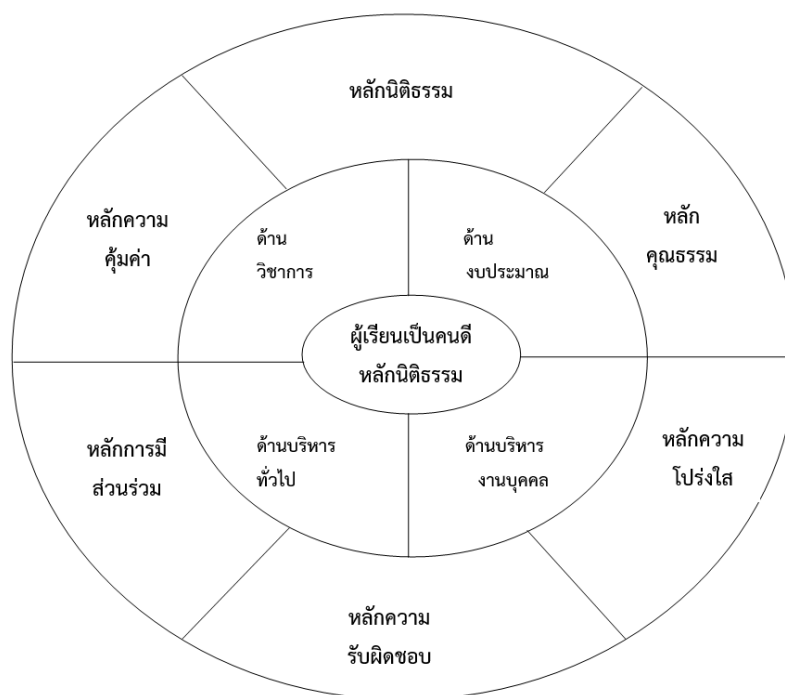 หลักนิติธรรม
หลักความ
คุ้มค่า
หลัก
คุณธรรม
ด้าน
วิชาการ
ด้าน
งบประมาณ
ผู้เรียนเป็นคนดี
หลักนิติธรรม
หลักการมี
ส่วนร่วม
ด้านบริหาร
ทั่วไป
ด้านบริหาร
งานบุคคล
หลักความ
โปร่งใส
หลักความ
รับผิดชอบ